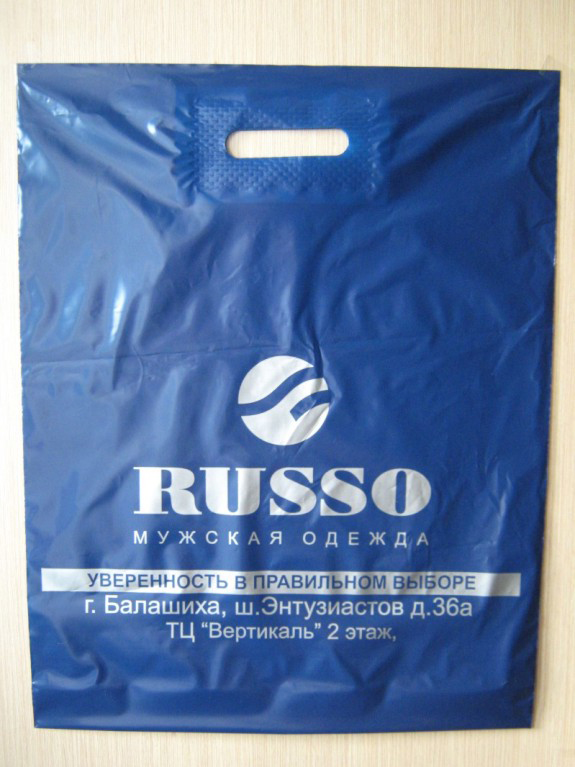 RUSSO
МУЖСКАЯ ОДЕЖДА
УВЕРЕННОСТЬ В ПРАВИЛЬНОМ ВЫБОРЕ
г. Балашиха, ш.Энтузиастов д.36а
ТЦ "Вертикаль" 2 этаж,